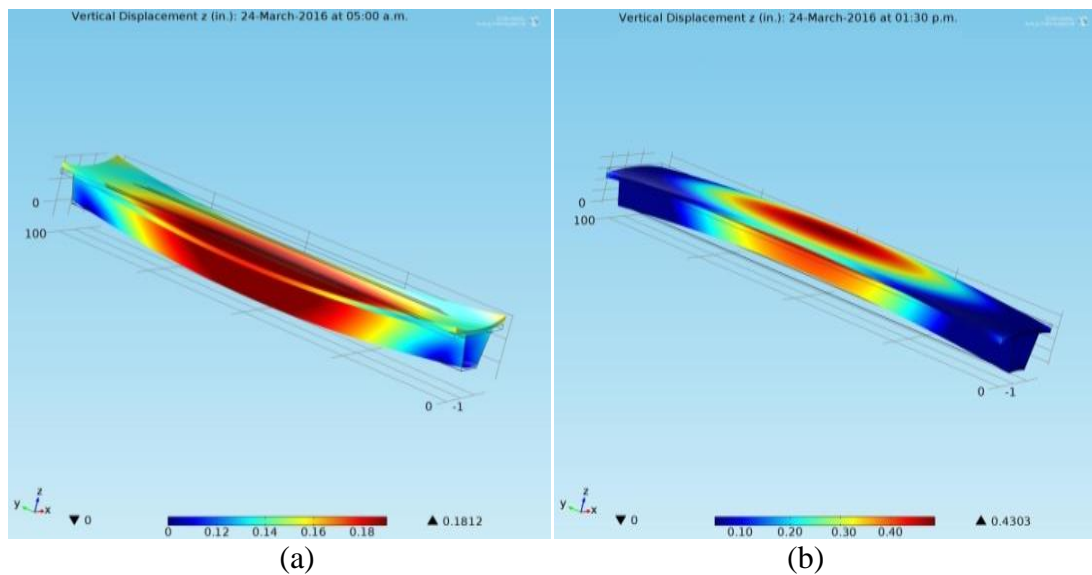 Vertical Displacement z (in.): 24-March-2016 at 05:00 a.m.
0
100
0
-1
y
z
x
▼ 0
0
0.12
0.14
0.16
0.18
▲ 0.1812
(a)
Vertical Displacement z (in.): 24-March-2016 at 01:30 p.m.
0
100
0
-1
y
z
x
▼ 0
0.10
0.20
0.30
0.40
▲ 0.4303
(b)